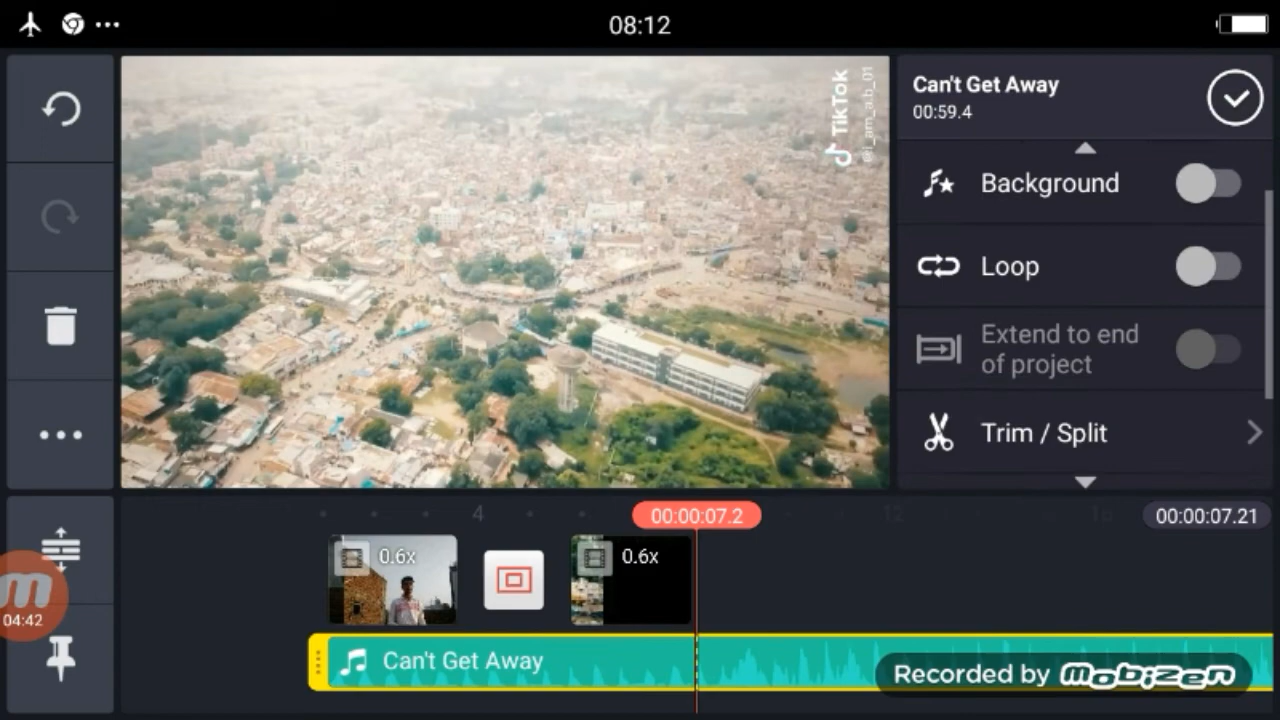 08:12
TikTok
@i_am_a.b_01
Can't Get Away
00:59.4
Background
Loop
Extend to end
of project
Trim / Split
4
00:00:07.2
12
16
00:00:07.21
0.6x
0.6x
04:42
Can't Get Away
Recorded by mobizen